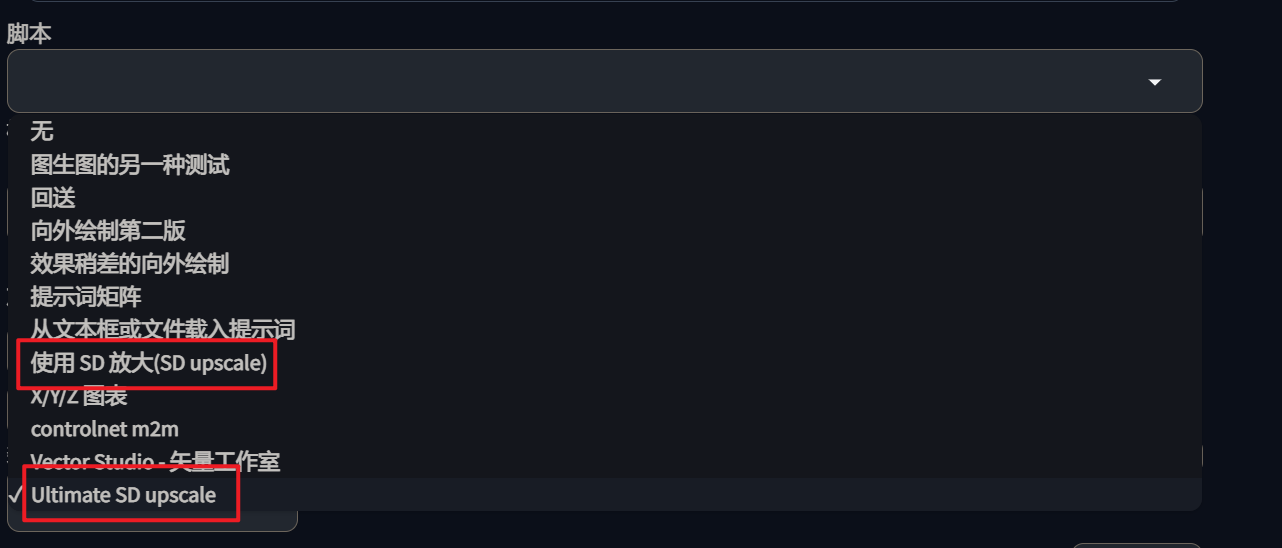 脚本
无
图生图的另一种测试
回送
向外绘制第二版
效果稍差的向外绘制
提示词矩阵
从文本框或文件载入提示词
使用 SD 放大(SD upscale)
X/Y/Z 图表
controlnet m2m
Vector Studio - 矢量工作室
✓ Ultimate SD upscale